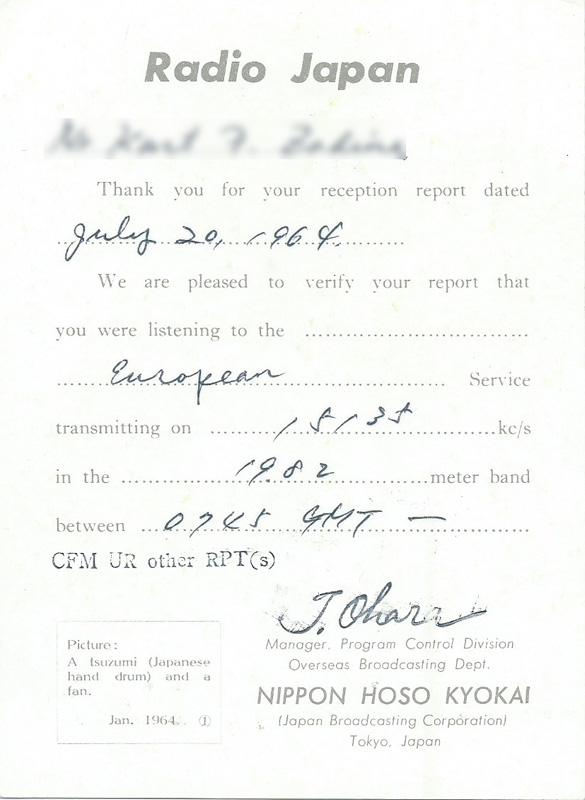 Radio Japan
Thank you for your reception report dated
July 20, 1964.
We are pleased to verify your report that
you were listening to the ..............................
European Service
transmitting on 15135 kc/s
in the 19.82 meter band
between 0745 GMT —
CFM UR other RPT(s)
J. Ohara
Manager, Program Control Division
Overseas Broadcasting Dept.
NIPPON HOSO KYOKAI
(Japan Broadcasting Corporation)
Tokyo, Japan
Picture:
A tsuzumi (Japanese
hand drum) and a
fan.
Jan. 1964. ①